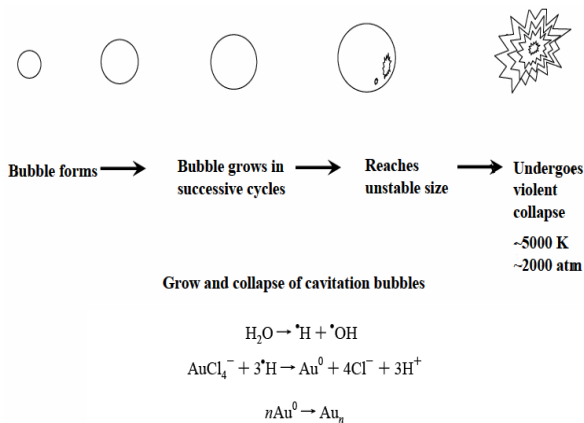 Bubble forms
Bubble grows in
successive cycles
Reaches
unstable size
Undergoes
violent
collapse
~5000 K
~2000 atm
Grow and collapse of cavitation bubbles
H₂O → •H + •OH
AuCl₄⁻ + 3•H → Au⁰ + 4Cl⁻ + 3H⁺
nAu⁰ → Auₙ